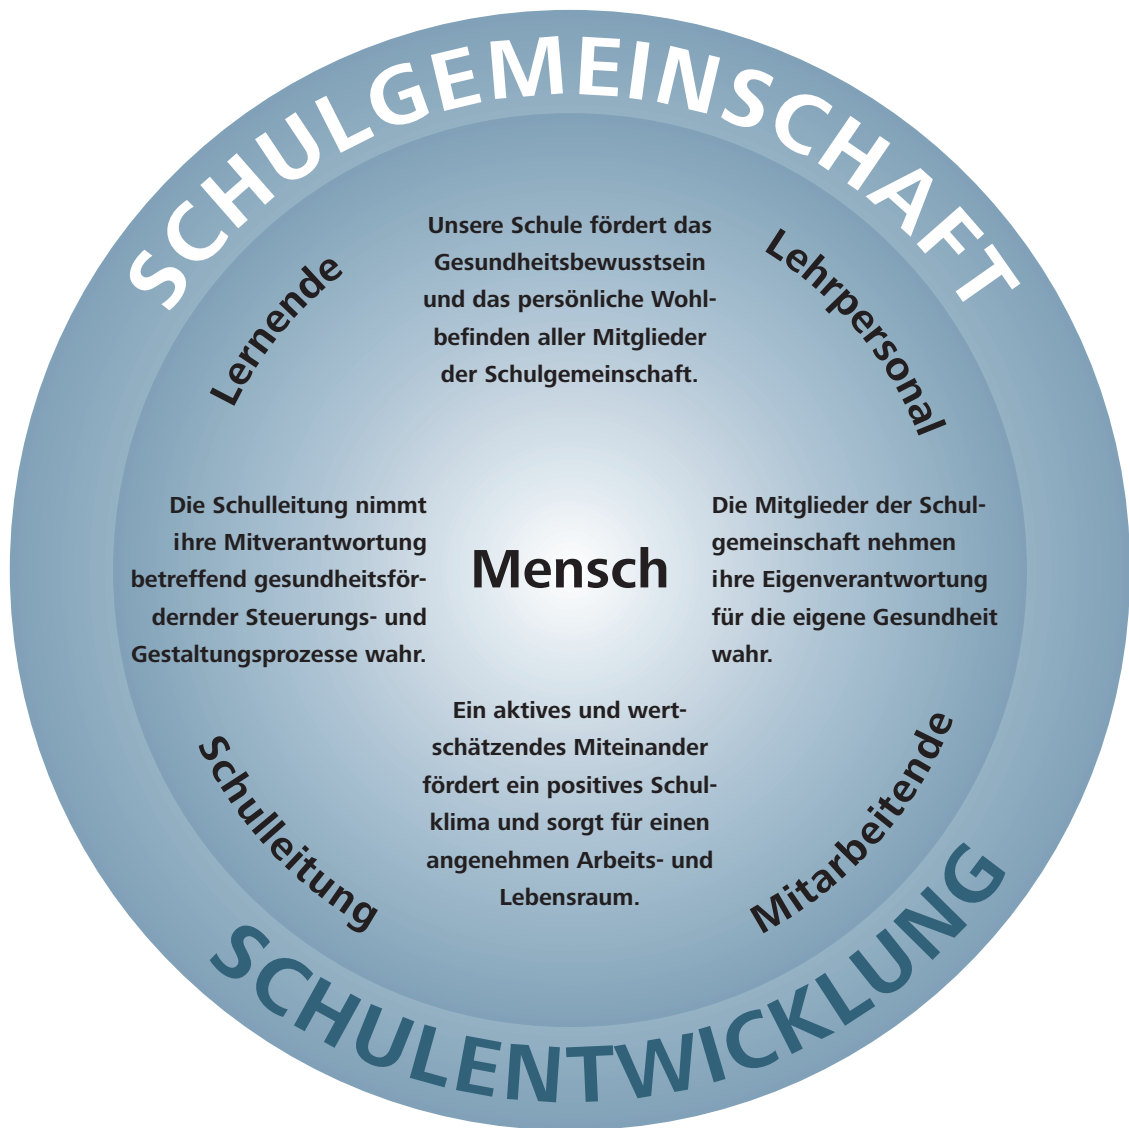 SCHULGEMEINSCHAFT
Lernende
Unsere Schule fördert das
Gesundheitsbewusstsein
und das persönliche Wohl-
befinden aller Mitglieder
der Schulgemeinschaft.
Lehrpersonal
Die Schulleitung nimmt
ihre Mitverantwortung
betreffend gesundheitsför-
dernder Steuerungs- und
Gestaltungsprozesse wahr.
Mensch
Die Mitglieder der Schul-
gemeinschaft nehmen
ihre Eigenverantwortung
für die eigene Gesundheit
wahr.
Schulleitung
Ein aktives und wert-
schätzendes Miteinander
fördert ein positives Schul-
klima und sorgt für einen
angenehmen Arbeits- und
Lebensraum.
Mitarbeitende
SCHULENTWICKLUNG